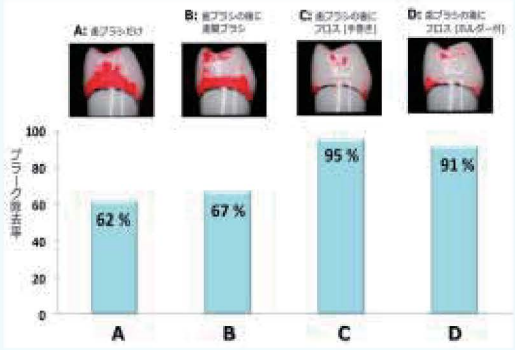 A: 歯ブラシだけ
B: 歯ブラシの後に
歯間ブラシ
C: 歯ブラシの後に
フロス (手巻き)
D: 歯ブラシの後に
フロス (ホルダー付)
プラーク除去率
100
80
60
40
20
0
62 %
67 %
95 %
91 %
A
B
C
D